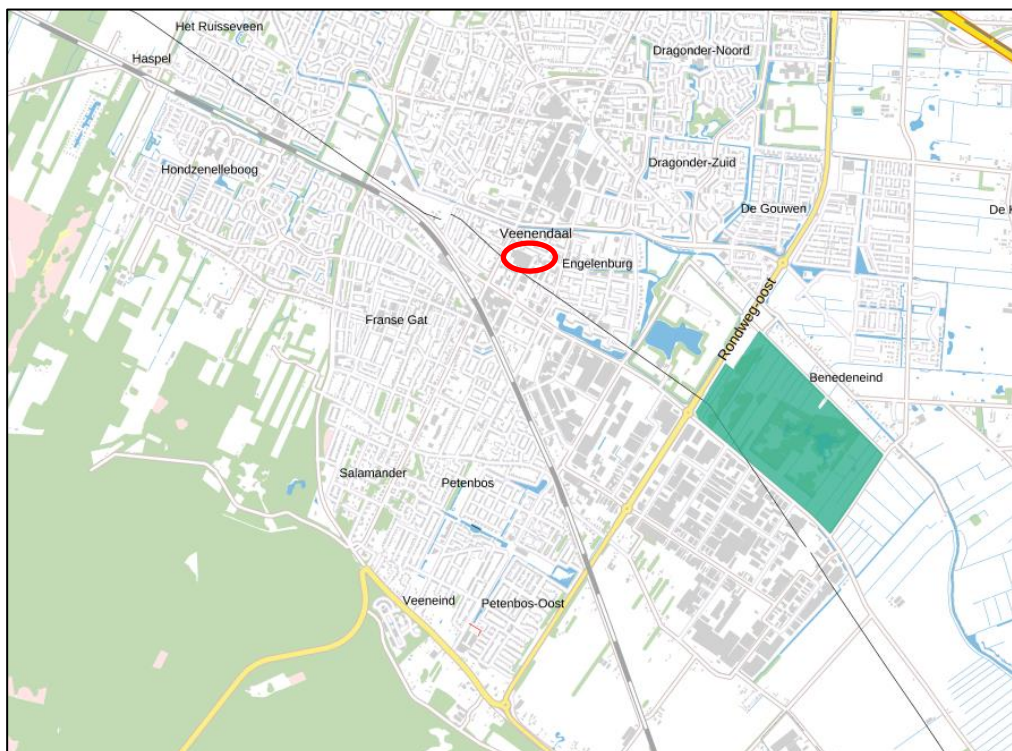 Het Ruisseveen
Dragonder-Noord
Haspel
Hondzenelleboog
Dragonder-Zuid
De Gouwen
De K
Veenendaal
Engelenburg
Franse Gat
Rondweg-oost
Benedeneind
Salamander
Petenbos
Veeneind
Petenbos-Oost